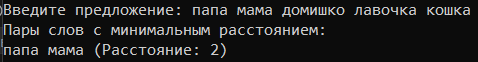 Введите предложение: папа мама домишко лавочка кошка
Пары слов с минимальным расстоянием:
папа мама (Расстояние: 2)